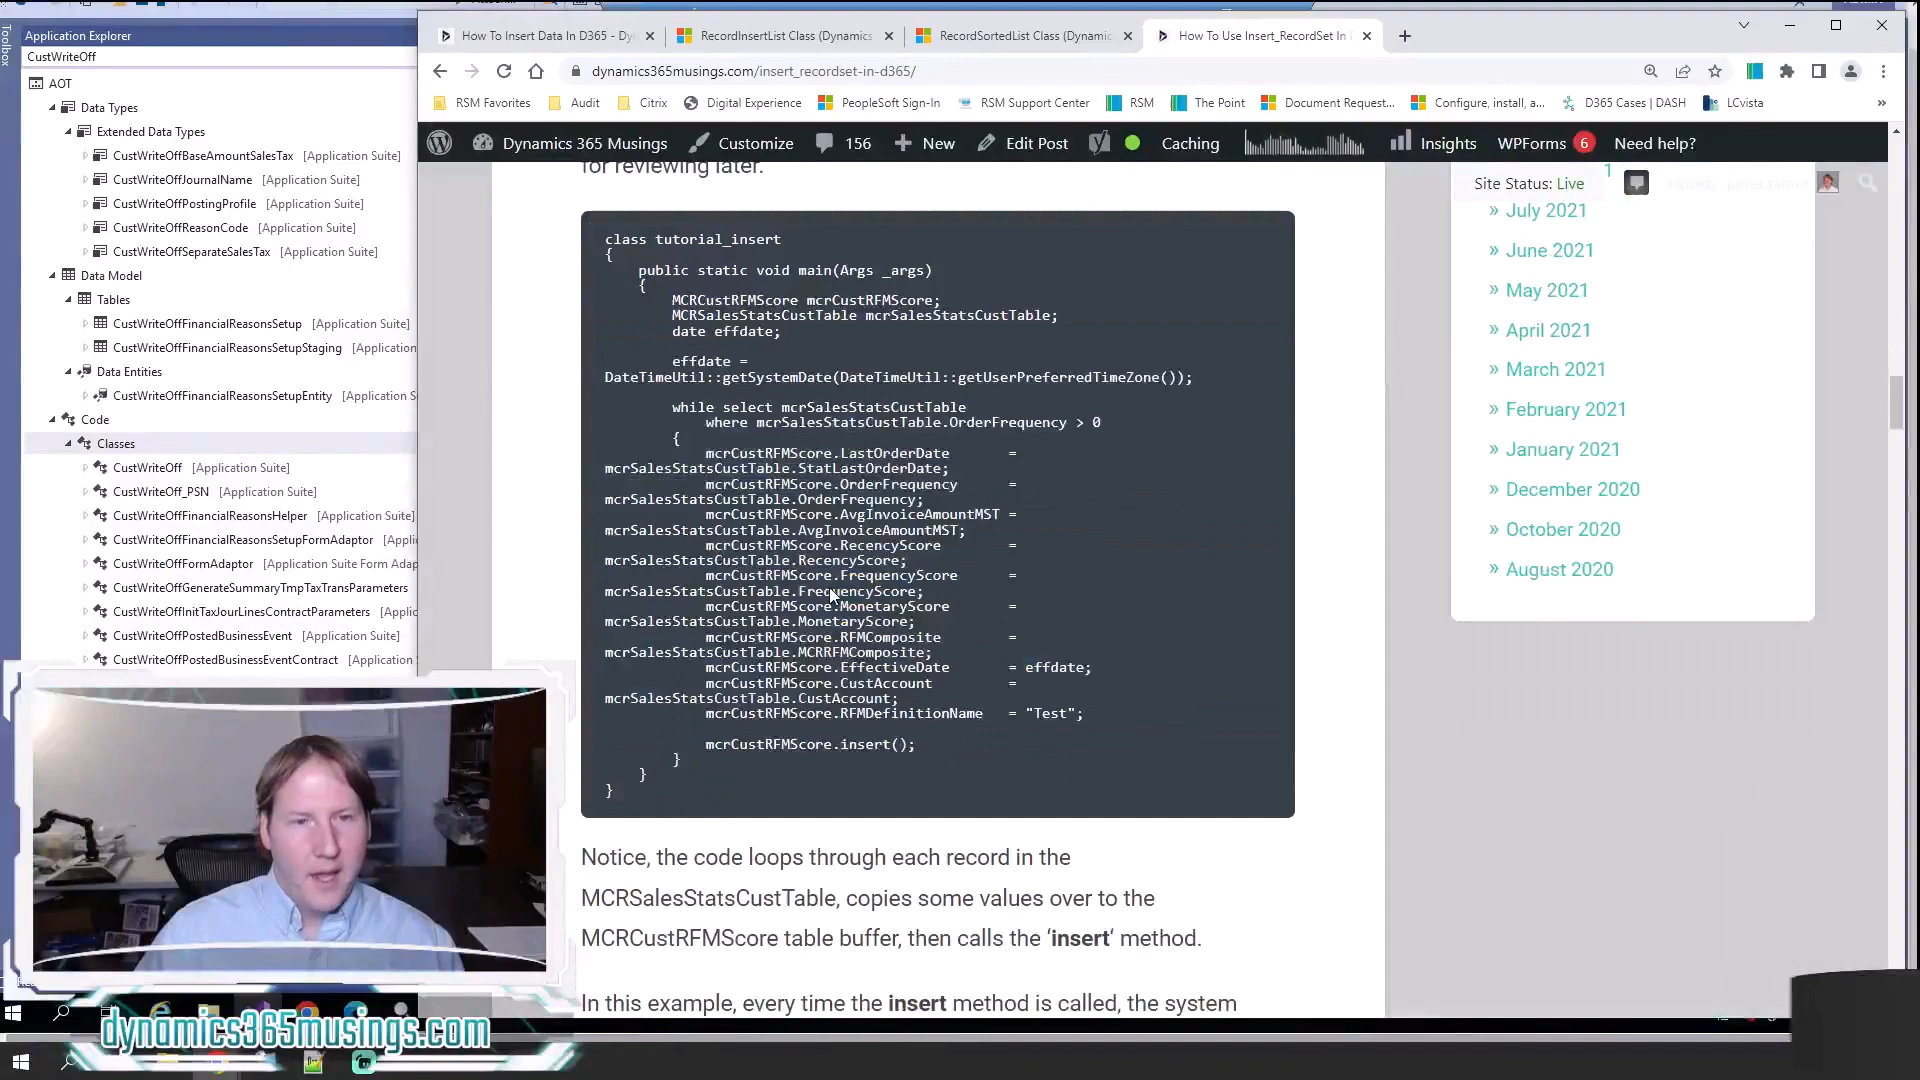 Application Explorer
CustWriteOff
Toolbox
AOT
Data Types
Extended Data Types
CustWriteOffBaseAmountSalesTax [Application Suite]
CustWriteOffJournalName [Application Suite]
CustWriteOffPostingProfile [Application Suite]
CustWriteOffReasonCode [Application Suite]
CustWriteOffSeparateSalesTax [Application Suite]
Data Model
Tables
CustWriteOffFinancialReasonsSetup [Application Suite]
CustWriteOffFinancialReasonsSetupStaging [Application
Data Entities
CustWriteOffFinancialReasonsSetupEntity [Application
Code
Classes
CustWriteOff [Application Suite]
CustWriteOff_PSN [Application Suite]
CustWriteOffFinancialReasonsHelper [Application Suite]
CustWriteOffFinancialReasonsSetupFormAdaptor [Applic
CustWriteOffFormAdaptor [Application Suite Form Adap
CustWriteOffGenerateSummaryTmpTaxTransParameters
CustWriteOffInitTaxJourLinesContractParameters [Applic
CustWriteOffPostedBusinessEvent [Application Suite]
CustWriteOffPostedBusinessEventContract [Application
How To Insert Data In D365 - Dy
RecordInsertList Class (Dynamics
RecordSortedList Class (Dynamic
How To Use Insert_RecordSet In D
dynamics365musings.com/insert_recordset-in-d365/
RSM Favorites Audit Citrix Digital Experience PeopleSoft Sign-In RSM Support Center RSM The Point Document Request... Configure, install, a... D365 Cases | DASH LCvista »
Dynamics 365 Musings Customize 156 New Edit Post Caching Insights WPForms 6 Need help?
Site Status: Live
for reviewing later.
class tutorial_insert
{
public static void main(Args _args)
{
MCRCustRFMScore mcrCustRFMScore;
MCRSalesStatsCustTable mcrSalesStatsCustTable;
date effdate;
effdate =
DateTimeUtil::getSystemDate(DateTimeUtil::getUserPreferredTimeZone());
while select mcrSalesStatsCustTable
where mcrSalesStatsCustTable.OrderFrequency > 0
{
mcrCustRFMScore.LastOrderDate =
mcrSalesStatsCustTable.StatLastOrderDate;
mcrCustRFMScore.OrderFrequency =
mcrSalesStatsCustTable.OrderFrequency;
mcrCustRFMScore.AvgInvoiceAmountMST =
mcrSalesStatsCustTable.AvgInvoiceAmountMST;
mcrCustRFMScore.RecencyScore =
mcrSalesStatsCustTable.RecencyScore;
mcrCustRFMScore.FrequencyScore =
mcrSalesStatsCustTable.FrequencyScore;
mcrCustRFMScore.MonetaryScore =
mcrSalesStatsCustTable.MonetaryScore;
mcrCustRFMScore.RFMComposite =
mcrSalesStatsCustTable.MCRRFMComposite;
mcrCustRFMScore.EffectiveDate = effdate;
mcrCustRFMScore.CustAccount =
mcrSalesStatsCustTable.CustAccount;
mcrCustRFMScore.RFMDefinitionName = "Test";
mcrCustRFMScore.insert();
}
}
}
Notice, the code loops through each record in the
MCRSalesStatsCustTable, copies some values over to the
MCRCustRFMScore table buffer, then calls the ‘insert‘ method.
In this example, every time the insert method is called, the system
1
» July 2021
» June 2021
» May 2021
» April 2021
» March 2021
» February 2021
» January 2021
» December 2020
» October 2020
» August 2020
dynamics365musings.com